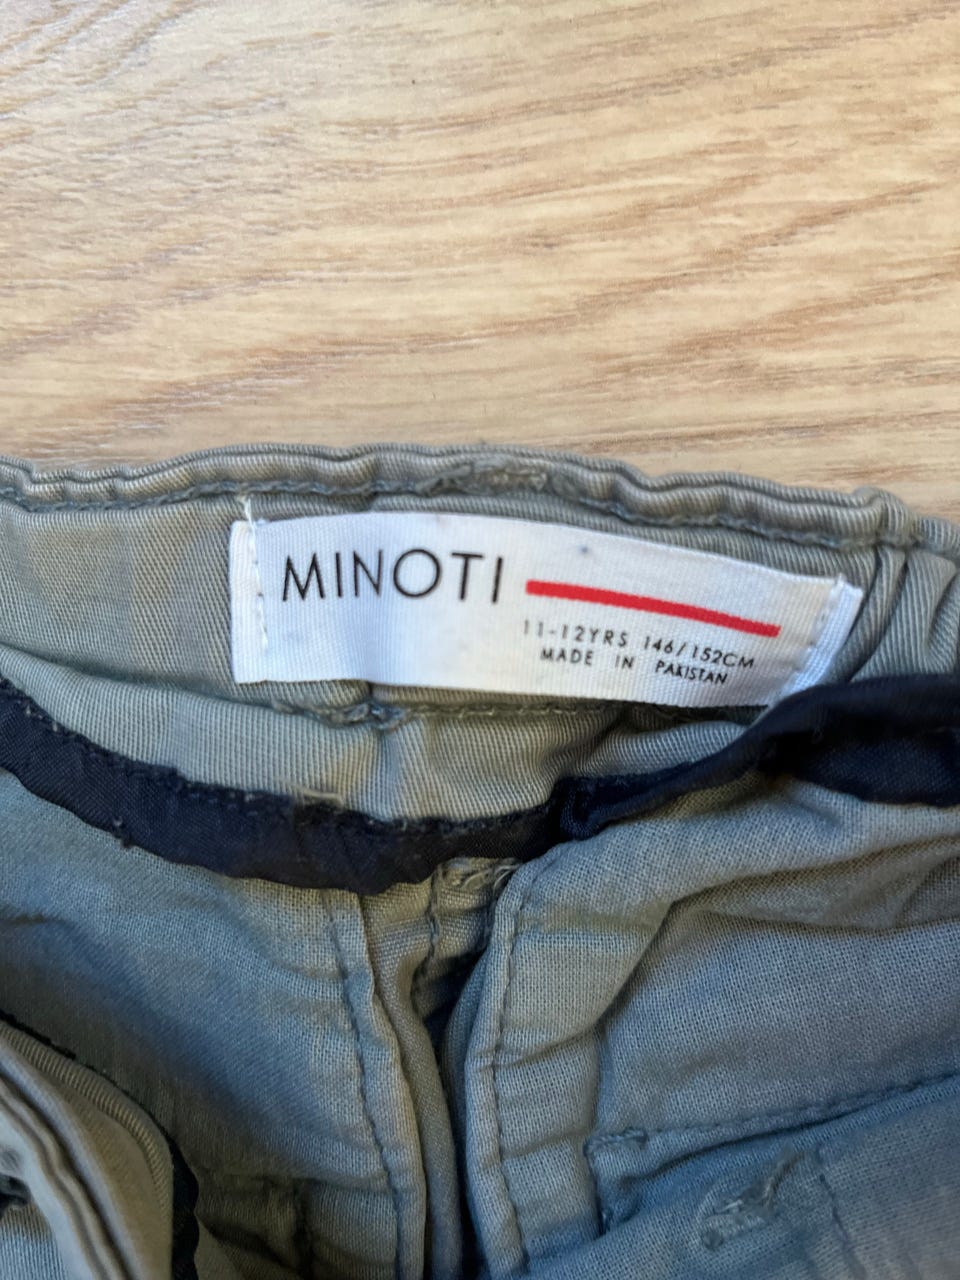 MINOTI
11-12YRS 146/152CM
MADE IN PAKISTAN